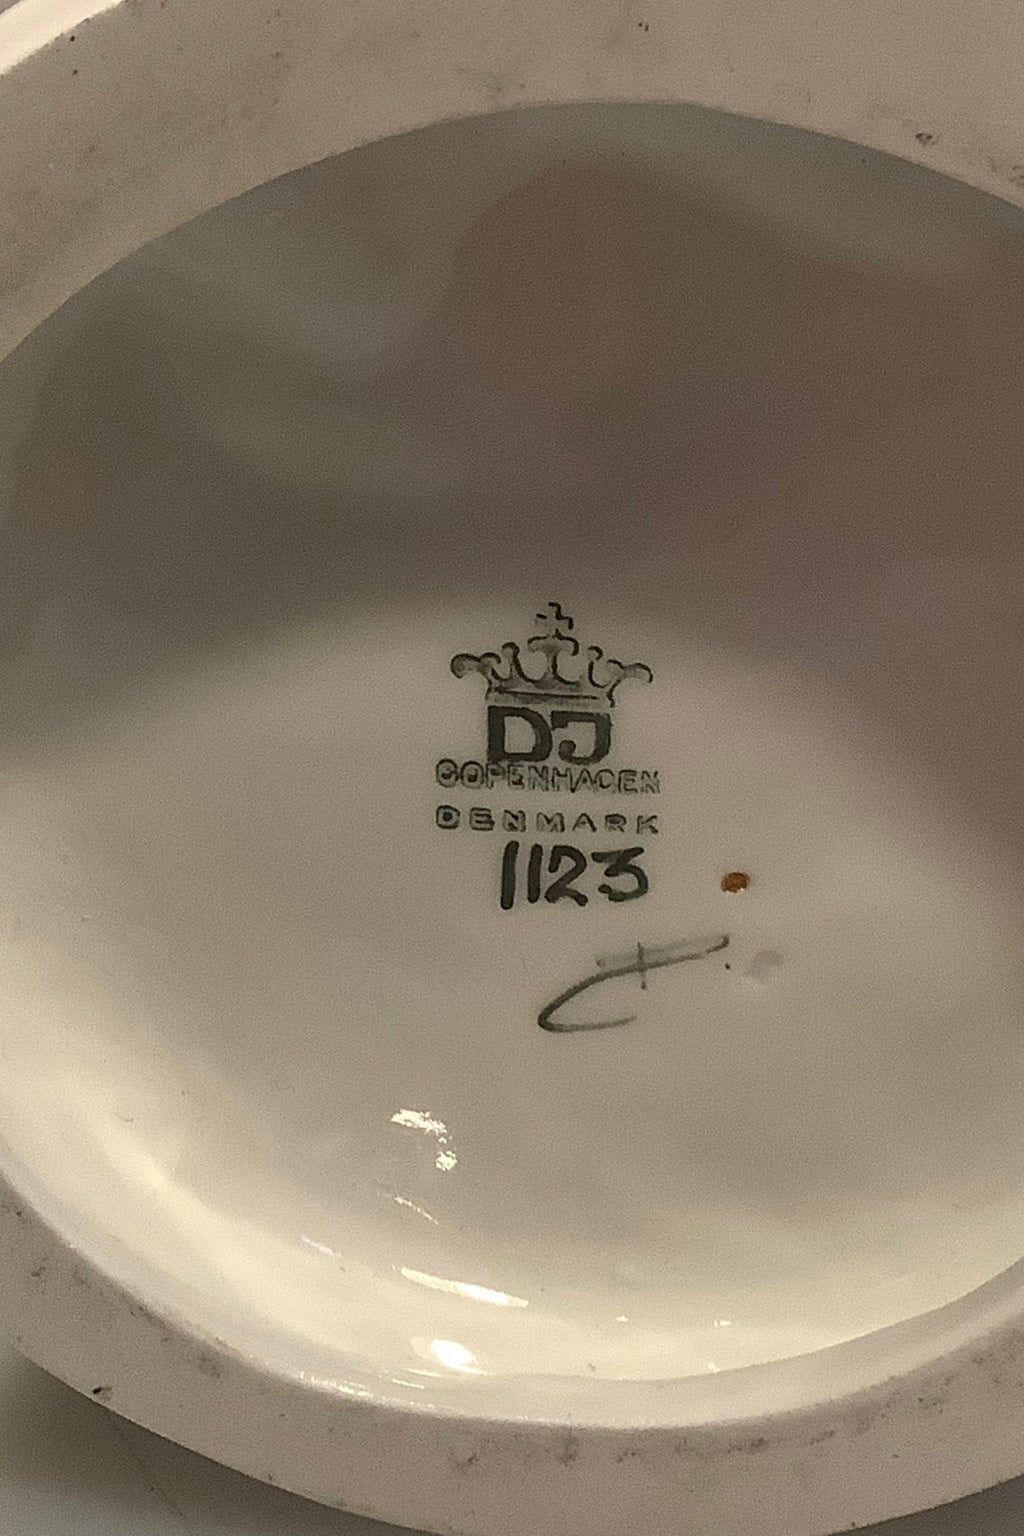 DJ
COPENHAGEN
DENMARK
1123